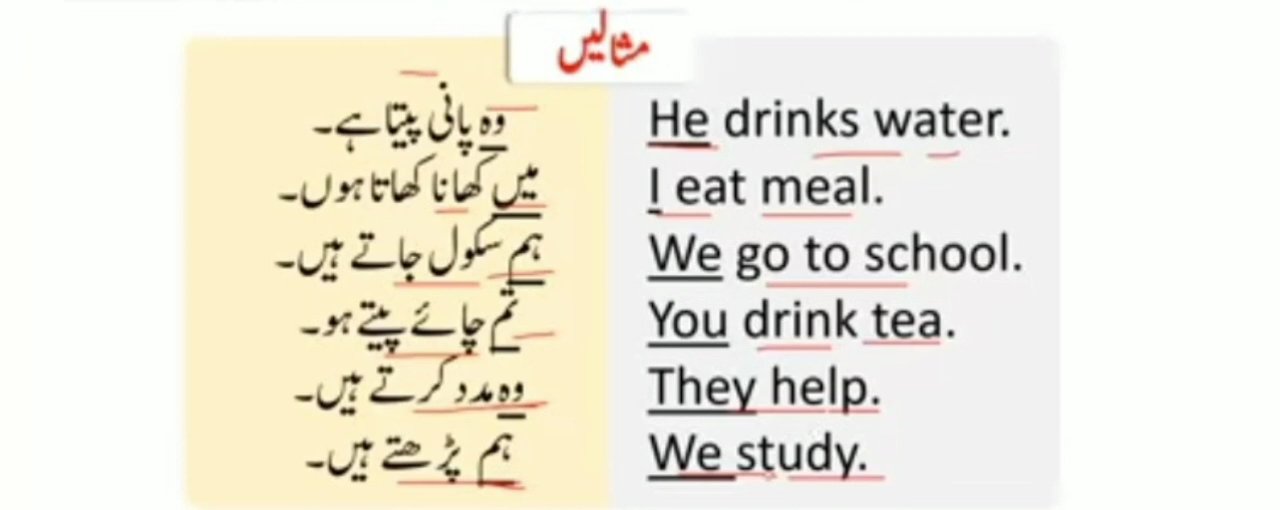 مثالیں
وہ پانی پیتا ہے۔
He drinks water.
میں کھانا کھاتا ہوں۔
I eat meal.
ہم سکول جاتے ہیں۔
We go to school.
تم چائے پیتے ہو۔
You drink tea.
وہ مدد کرتے ہیں۔
They help.
ہم پڑھتے ہیں۔
We study.